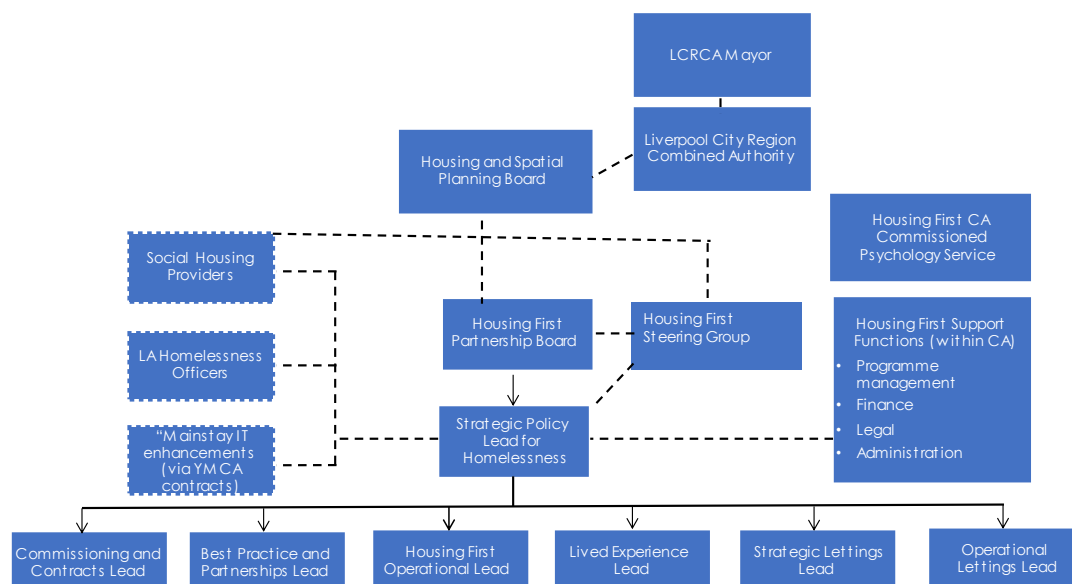 LCRCA Mayor
Liverpool City Region
Combined Authority
Housing and Spatial
Planning Board
Housing First CA
Commissioned
Psychology Service
Social Housing
Providers
Housing First
Partnership Board
Housing First
Steering Group
Housing First Support
Functions (within CA)
• Programme
management
• Finance
• Legal
• Administration
LA Homelessness
Officers
Strategic Policy
Lead for
Homelessness
“Mainstay IT
enhancements
(via YMCA
contracts)
Commissioning and
Contracts Lead
Best Practice and
Partnerships Lead
Housing First
Operational Lead
Lived Experience
Lead
Strategic Lettings
Lead
Operational
Lettings Lead